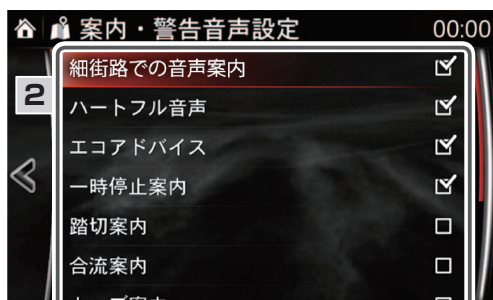 案内・警告音声設定 00:00
2
細街路での音声案内
ハートフル音声
エコアドバイス
一時停止案内
踏切案内
合流案内